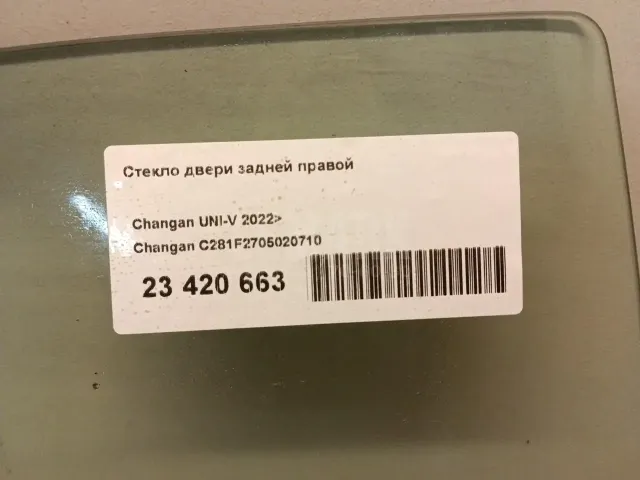 Стекло двери задней правой
Changan UNI-V 2022>
Changan C281F2705020710
23 420 663